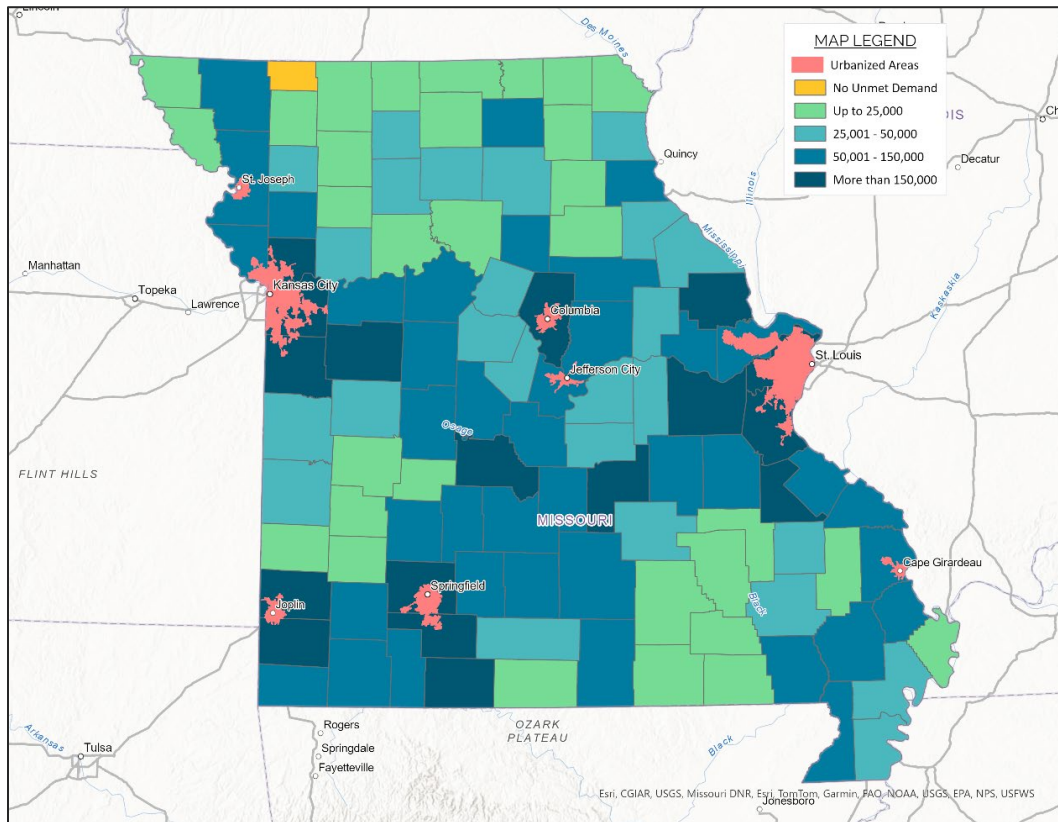 Lincoln
Des Moines
MAP LEGEND
Urbanized Areas
No Unmet Demand
Up to 25,000
25,001 - 50,000
50,001 - 150,000
More than 150,000
Quincy
Decatur
Illinois
St. Joseph
Mississippi
Manhattan
Topeka
Lawrence
Kansas City
Kaskaskia
Columbia
St. Louis
Jefferson City
Osage
FLINT HILLS
MISSOURI
Cape Girardeau
Springfield
Joplin
Black
Rogers
OZARK
PLATEAU
Springdale
Fayetteville
Arkansas
Tulsa
Black
Esri, CGIAR, USGS, Missouri DNR, Esri, TomTom, Garmin, FAO, NOAA, USGS, EPA, NPS, USFWS
Jonesboro